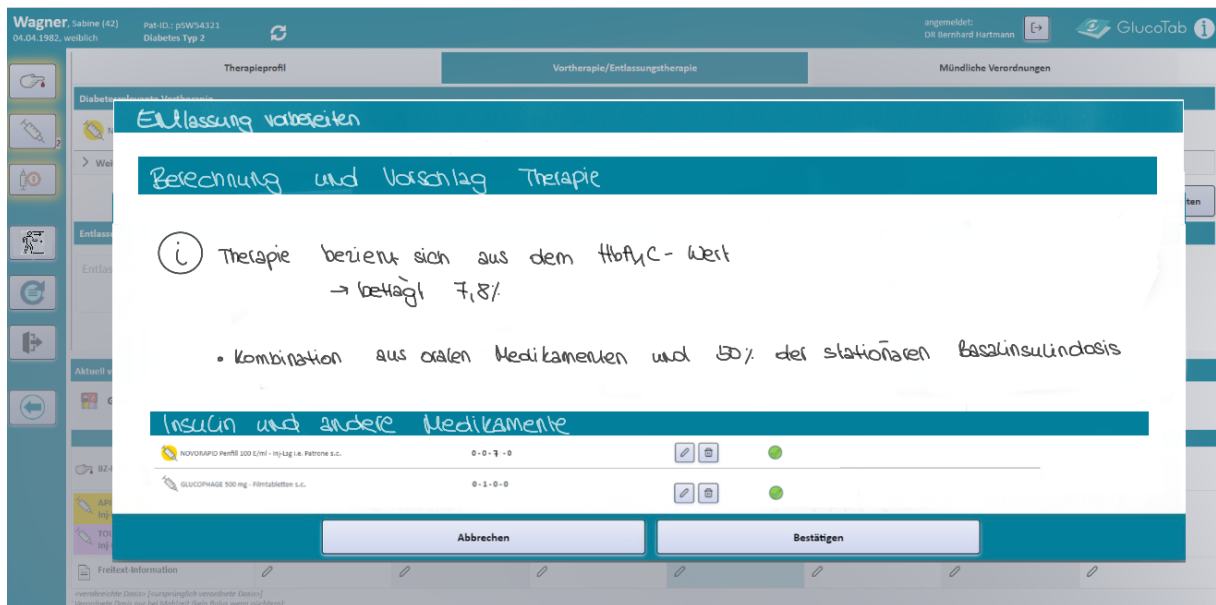 Wagner, Sabine (42)
04.04.1982, weiblich
Pat-ID.: pSW54321
Diabetes Typ 2
angemeldet:
DR Bernhard Hartmann
GlucoTab
Therapieprofil
Vortherapie/Entlassungstherapie
Mündliche Verordnungen
Entlassung vorbereiten
Berechnung und Vorschlag Therapie
i Therapie bezieht sich aus dem HbA1C-Wert
→ beträgt 7,8%
• Kombination aus oralen Medikamenten und 50% der stationären Basalinsulindosis
Insulin und andere Medikamente
NOVORAPID Penfill 100 E/ml - Inj-Lsg i.e. Patrone s.c. 0 - 0 - 7 - 0
GLUCOPHAGE 500 mg - Filmtabletten s.c. 0 - 1 - 0 - 0
Abbrechen
Bestätigen
Freitext-Information